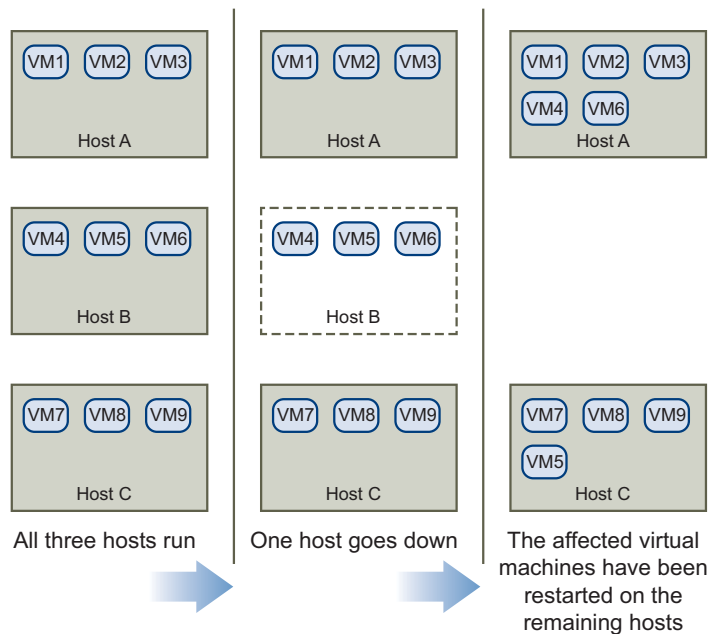 VM1 VM2 VM3
Host A
VM4 VM5 VM6
Host B
VM7 VM8 VM9
Host C
All three hosts run
VM1 VM2 VM3
Host A
VM4 VM5 VM6
Host B
VM7 VM8 VM9
Host C
One host goes down
VM1 VM2 VM3
VM4 VM6
Host A
VM7 VM8 VM9
VM5
Host C
The affected virtual
machines have been
restarted on the
remaining hosts